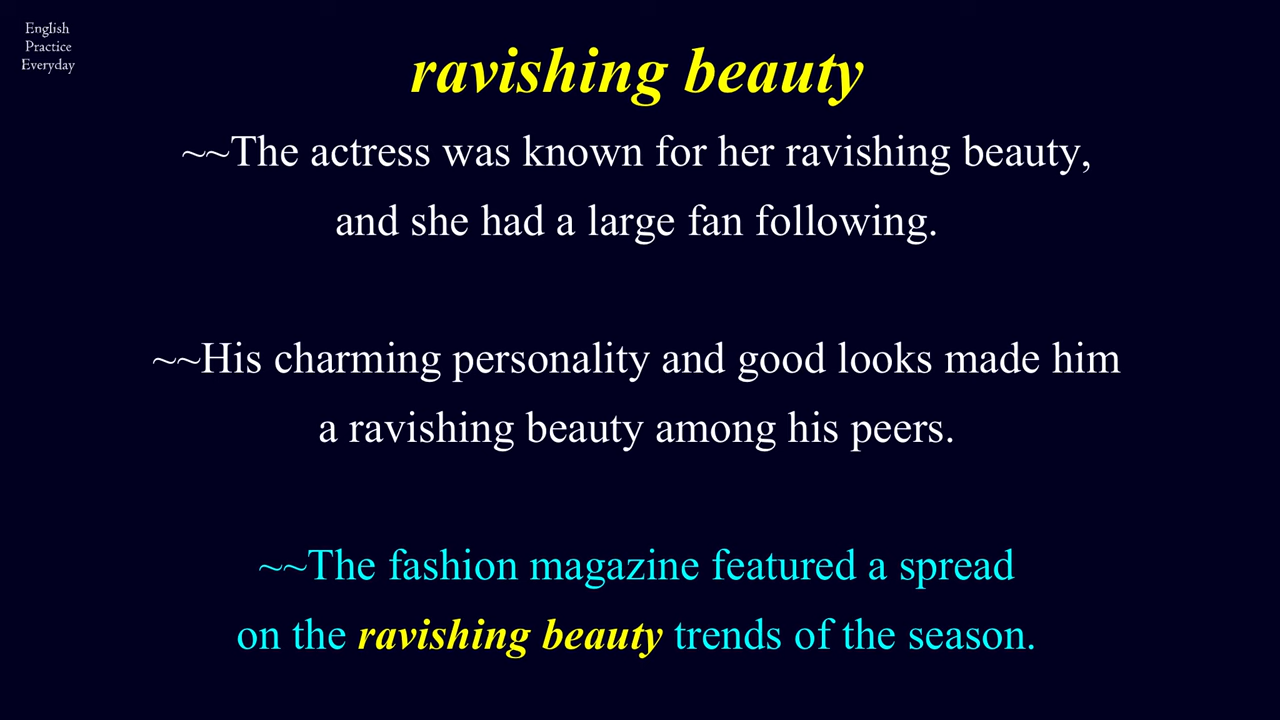 English
Practice
Everyday
ravishing beauty
~~The actress was known for her ravishing beauty,
and she had a large fan following.
~~His charming personality and good looks made him
a ravishing beauty among his peers.
~~The fashion magazine featured a spread
on the ravishing beauty trends of the season.